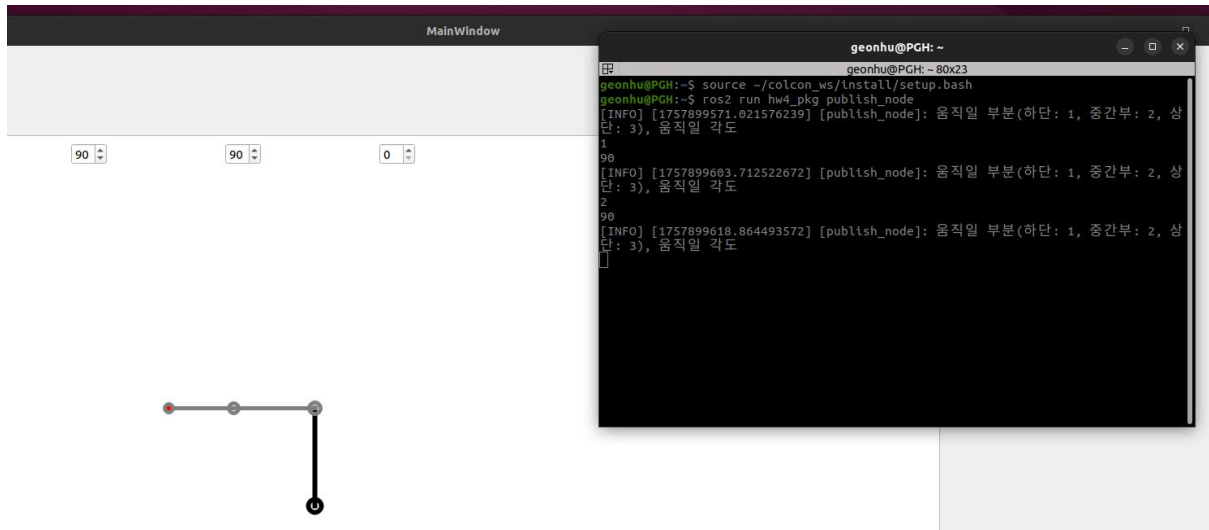 MainWindow
geonhu@PGH: ~
geonhu@PGH: ~ 80x23
geonhu@PGH:~$ source ~/colcon_ws/install/setup.bash
geonhu@PGH:~$ ros2 run hw4_pkg publish_node
[INFO] [1757899571.021576239] [publish_node]: 움직일 부분(하단: 1, 중간부: 2, 상
단: 3), 움직일 각도
1
90
[INFO] [1757899603.712522672] [publish_node]: 움직일 부분(하단: 1, 중간부: 2, 상
단: 3), 움직일 각도
2
90
[INFO] [1757899618.864493572] [publish_node]: 움직일 부분(하단: 1, 중간부: 2, 상
단: 3), 움직일 각도
90 90 0